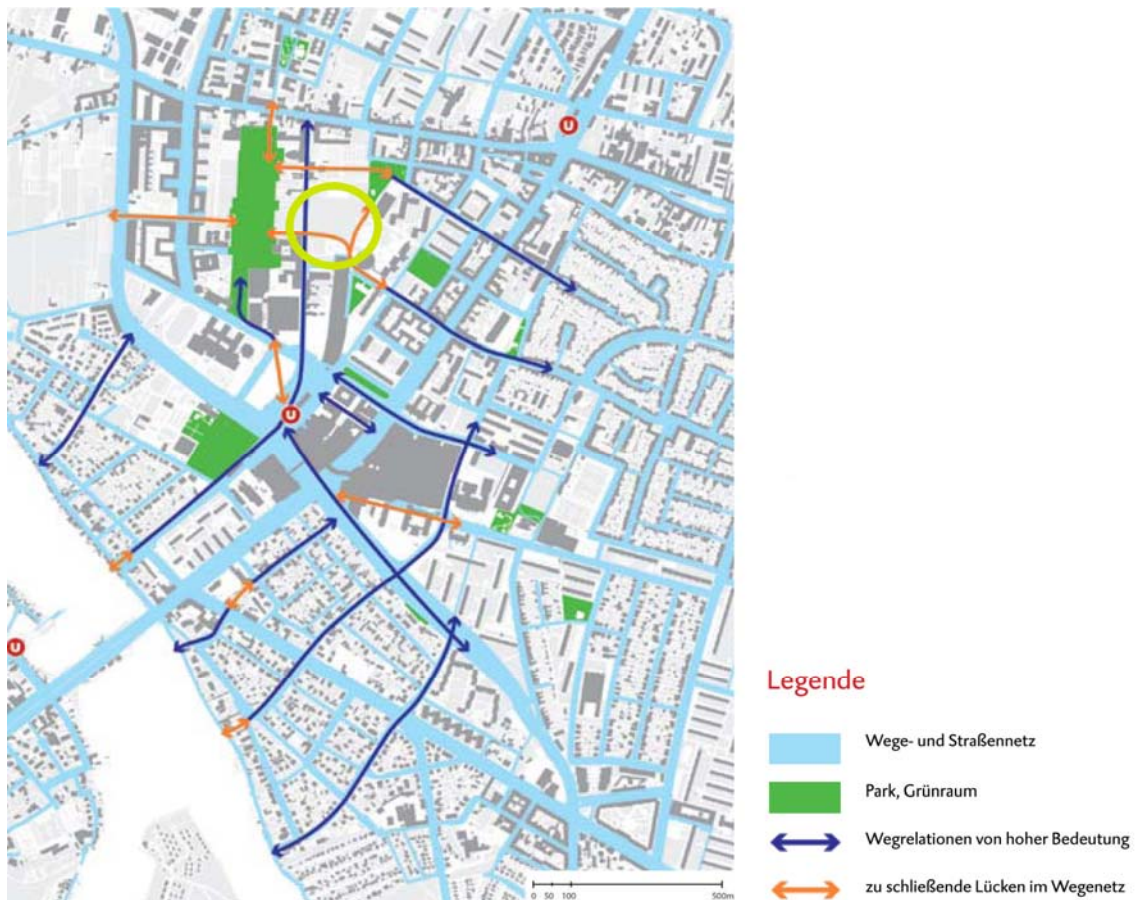 U
U
U
Legende
Wege- und Straßennetz
Park, Grünraum
Wegrelationen von hoher Bedeutung
zu schließende Lücken im Wegenetz
0 50 100 500m